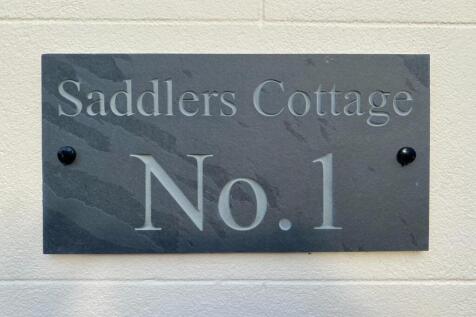 Saddlers Cottage
No.1